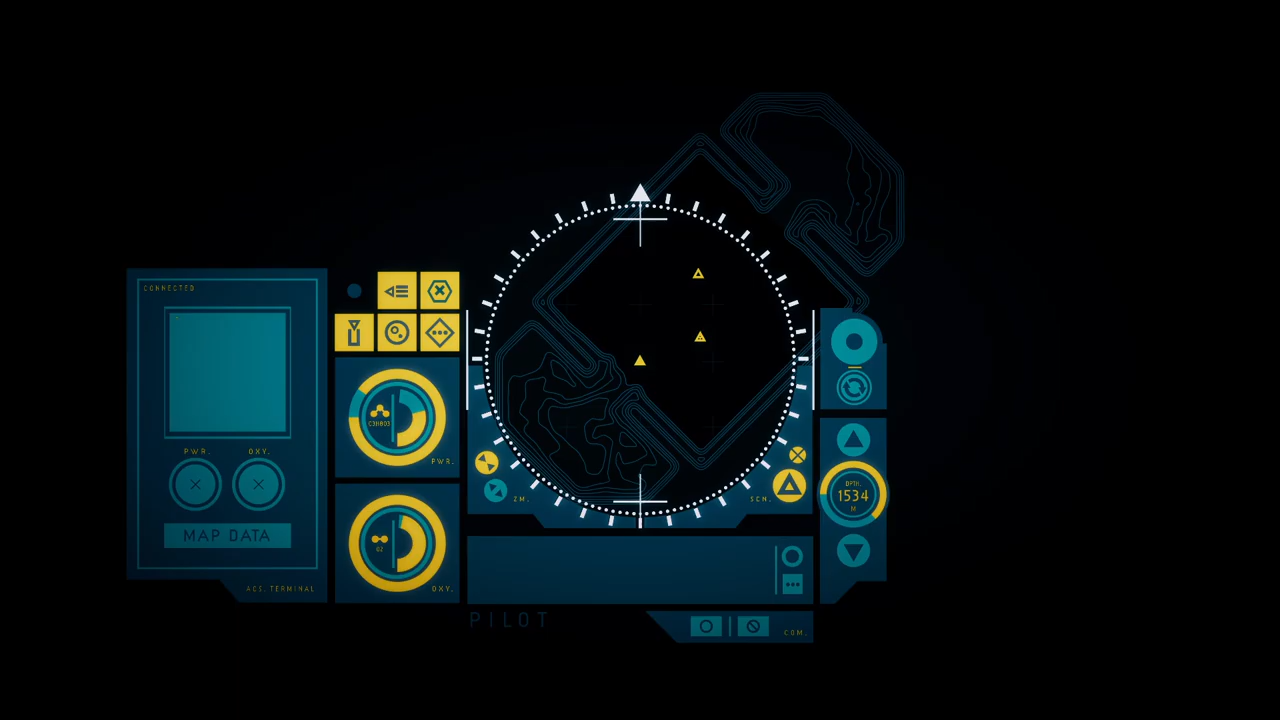 CONNECTED
PWR.
OXY.
MAP DATA
ACS. TERMINAL
C3H8O3
PWR.
O2
OXY.
ZM.
SCN.
DPTH.
1534
M
PILOT
COM.